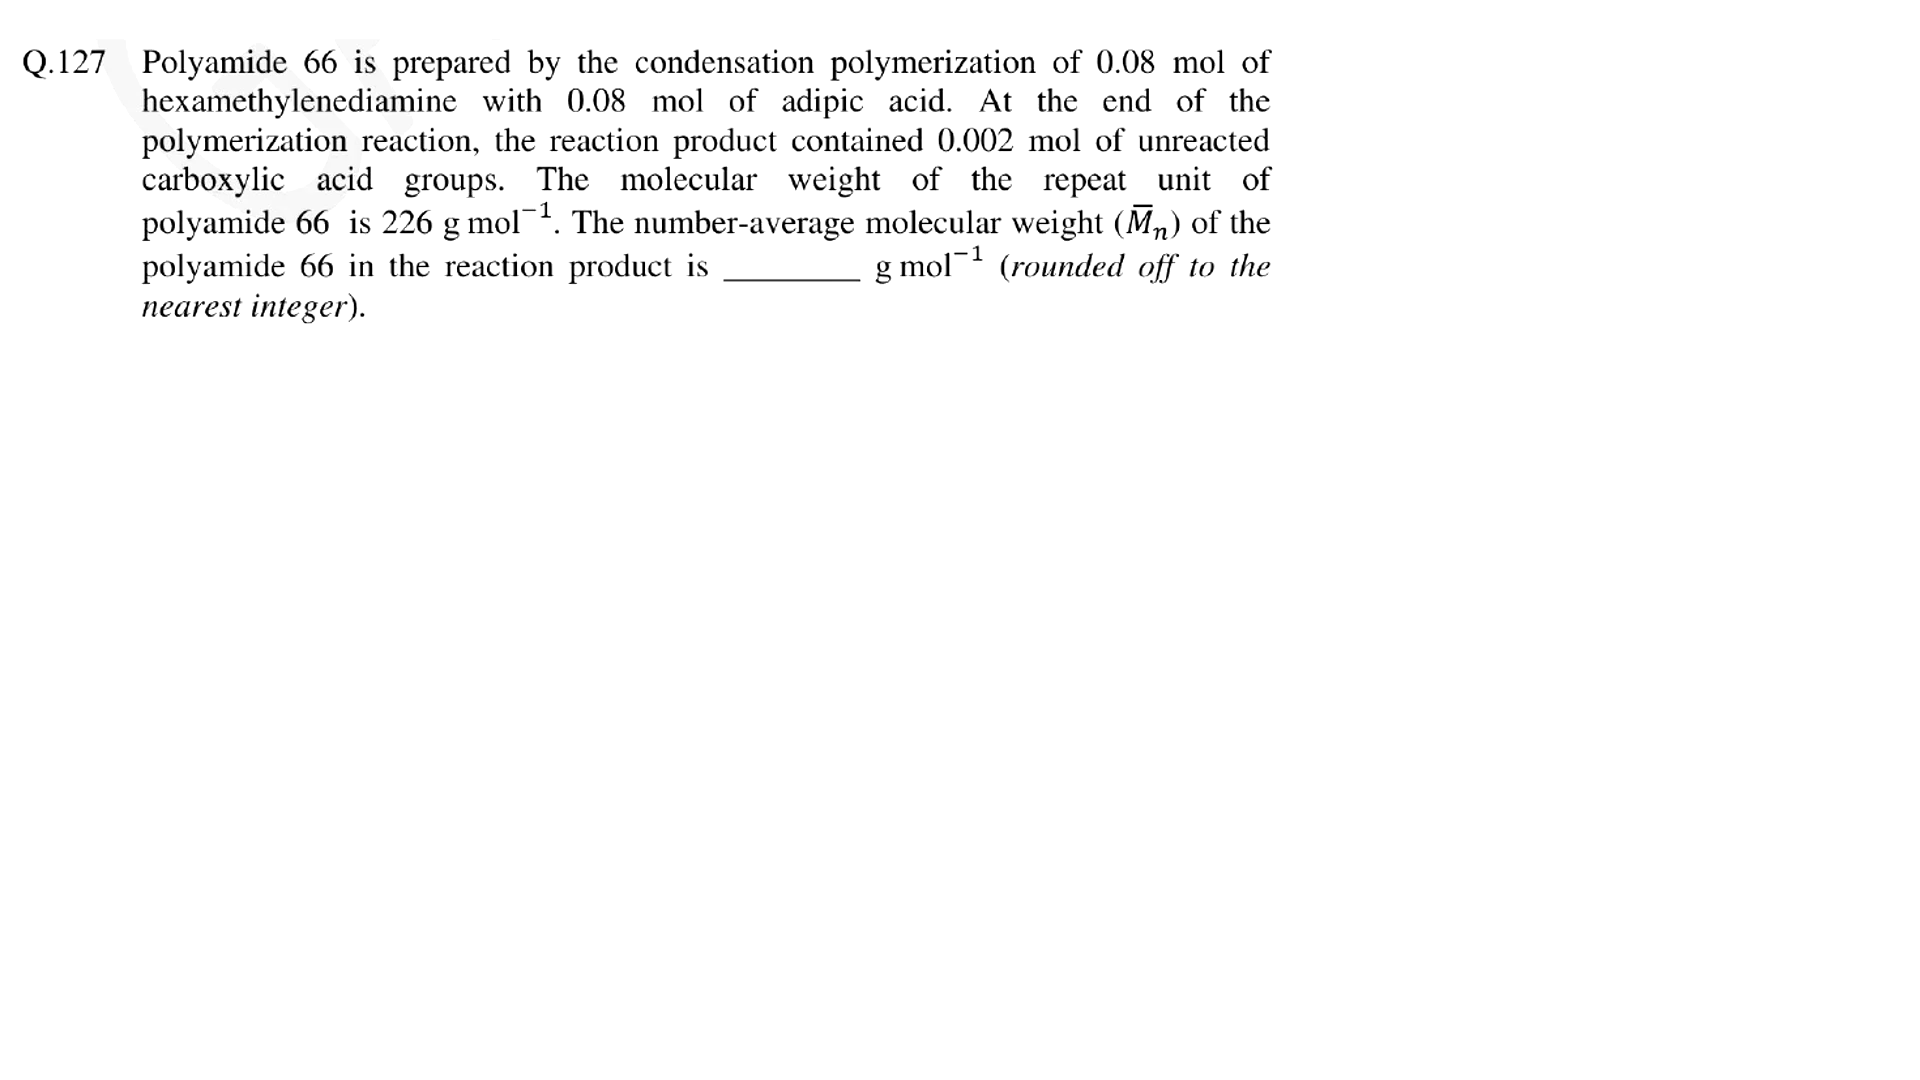 Q.127 Polyamide 66 is prepared by the condensation polymerization of 0.08 mol of
hexamethylenediamine with 0.08 mol of adipic acid. At the end of the
polymerization reaction, the reaction product contained 0.002 mol of unreacted
carboxylic acid groups. The molecular weight of the repeat unit of
polyamide 66 is 226 g mol⁻¹. The number-average molecular weight (M̅ₙ) of the
polyamide 66 in the reaction product is ________ g mol⁻¹ (rounded off to the
nearest integer).